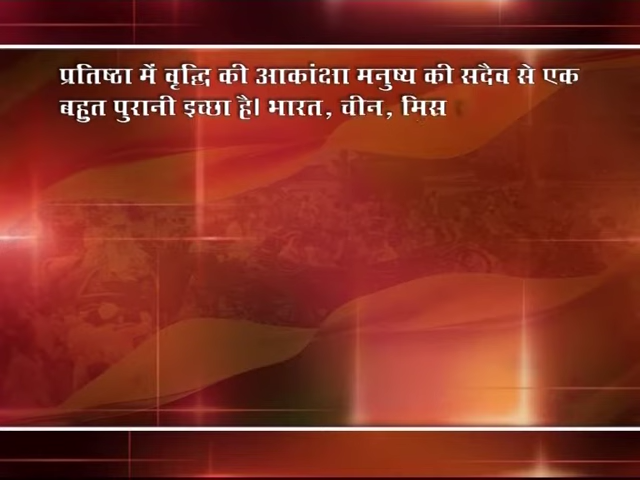 प्रतिष्ठा में वृद्धि की आकांक्षा मनुष्य की सदैव से एक
बहुत पुरानी इच्छा है। भारत, चीन, मिस्र